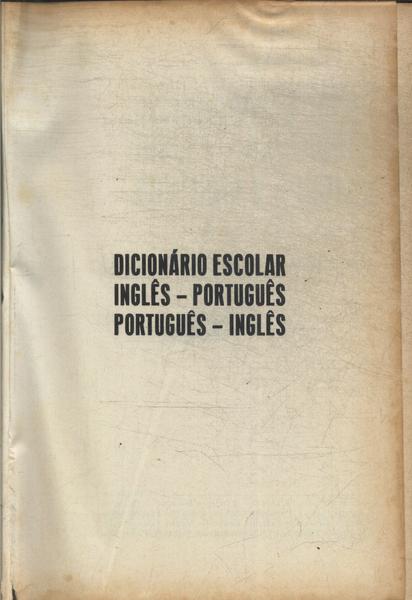 DICIONÁRIO ESCOLAR
INGLÊS – PORTUGUÊS
PORTUGUÊS – INGLÊS